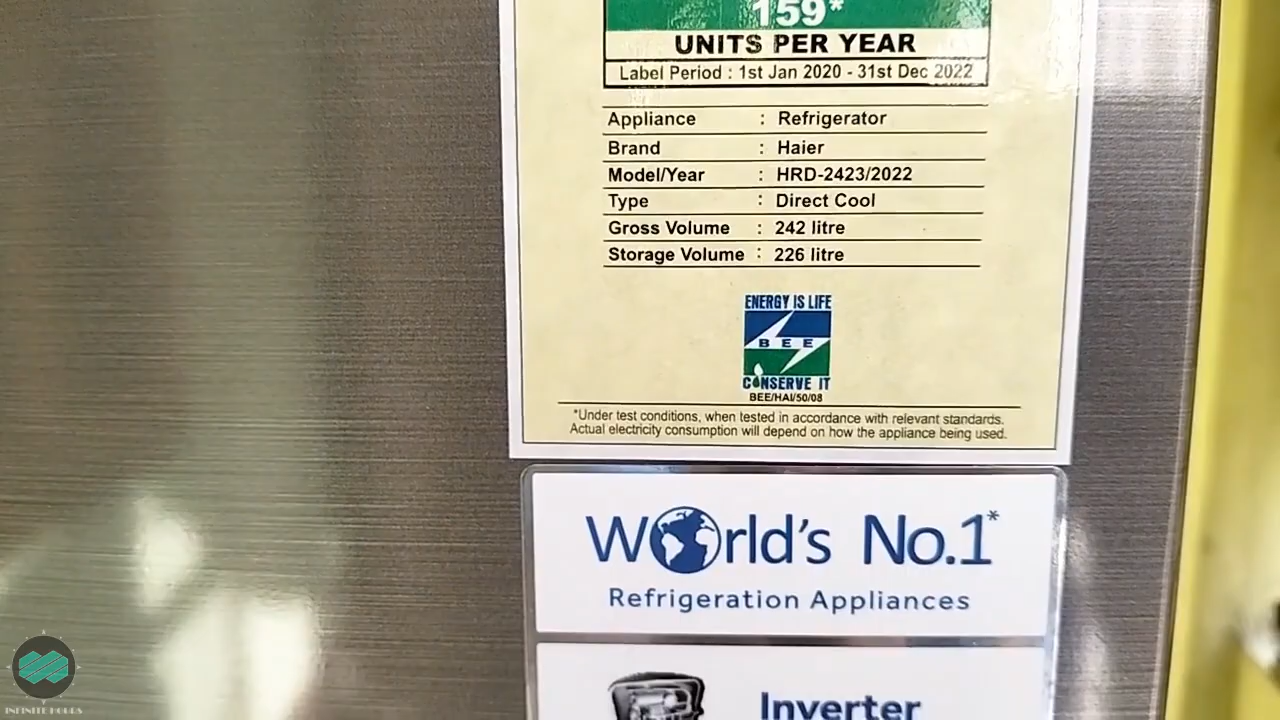 159*
UNITS PER YEAR
Label Period : 1st Jan 2020 - 31st Dec 2022
Appliance : Refrigerator
Brand : Haier
Model/Year : HRD-2423/2022
Type : Direct Cool
Gross Volume : 242 litre
Storage Volume : 226 litre
ENERGY IS LIFE
BEE
CONSERVE IT
BEE/HAI/50/08
*Under test conditions, when tested in accordance with relevant standards.
Actual electricity consumption will depend on how the appliance being used.
World's No.1*
Refrigeration Appliances
Inverter
INFINITE HOURS